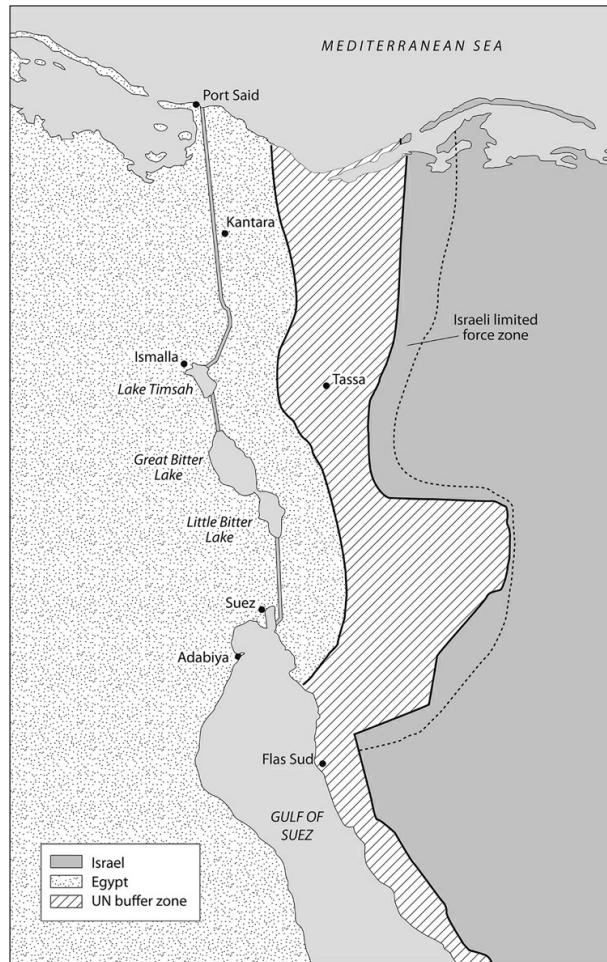 MEDITERRANEAN SEA
Port Said
Kantara
Israeli limited
force zone
Ismalla
Lake Timsah
Tassa
Great Bitter
Lake
Little Bitter
Lake
Suez
Adabiya
Flas Sud
GULF OF
SUEZ
Israel
Egypt
UN buffer zone